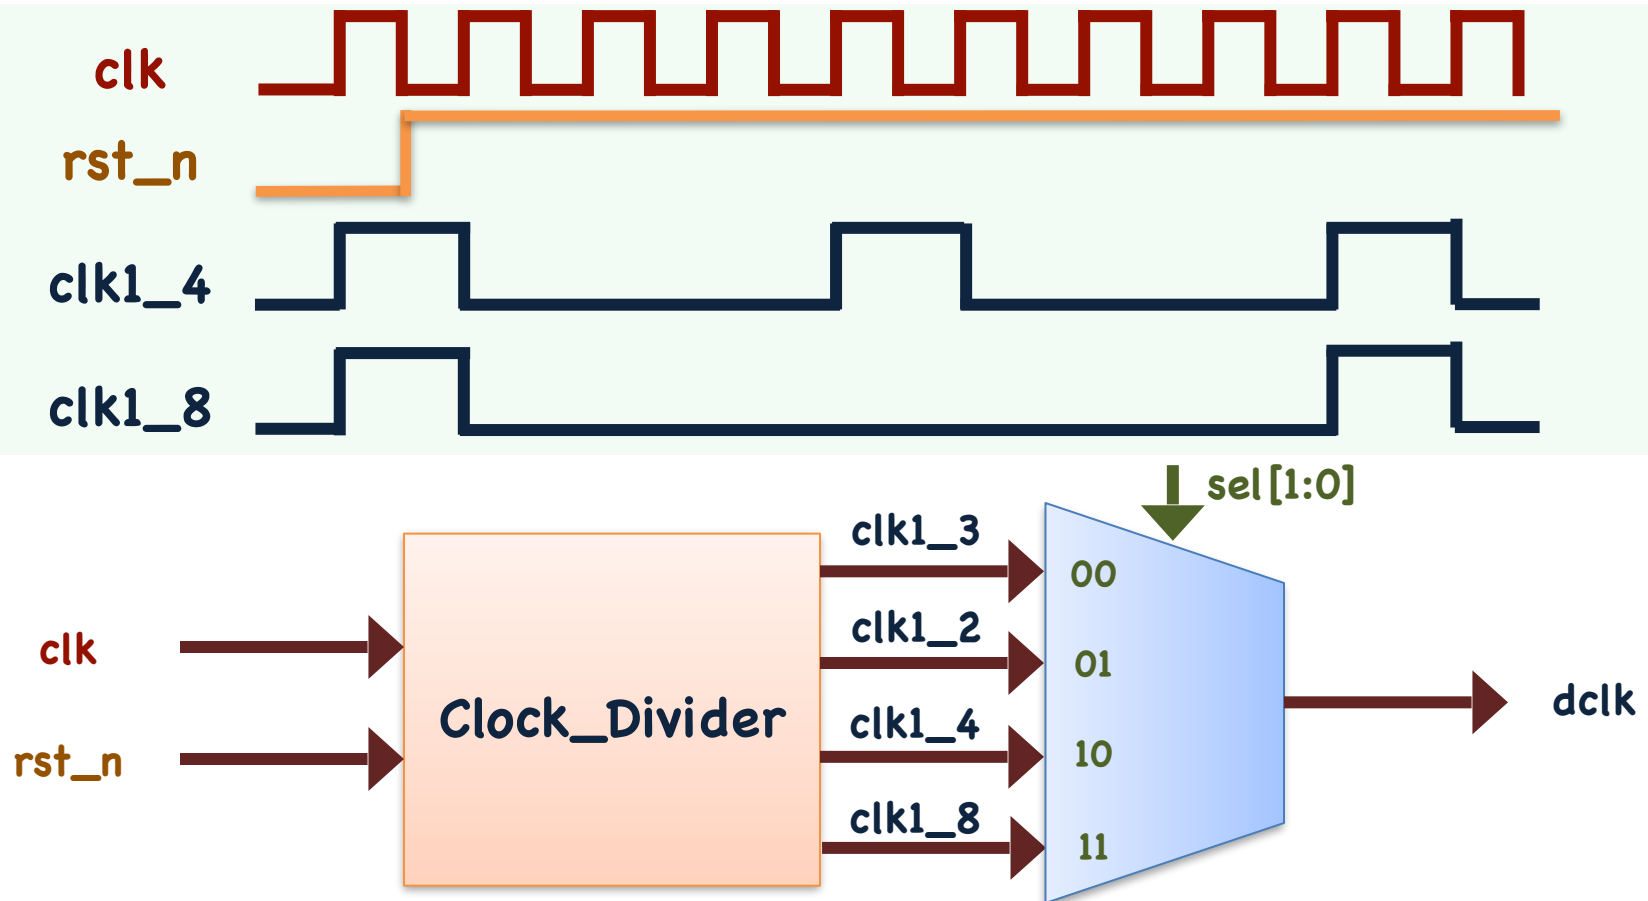 clk
rst_n
clk1_4
clk1_8
sel[1:0]
clk1_3
00
clk1_2
01
clk
Clock_Divider
dclk
clk1_4
10
rst_n
clk1_8
11